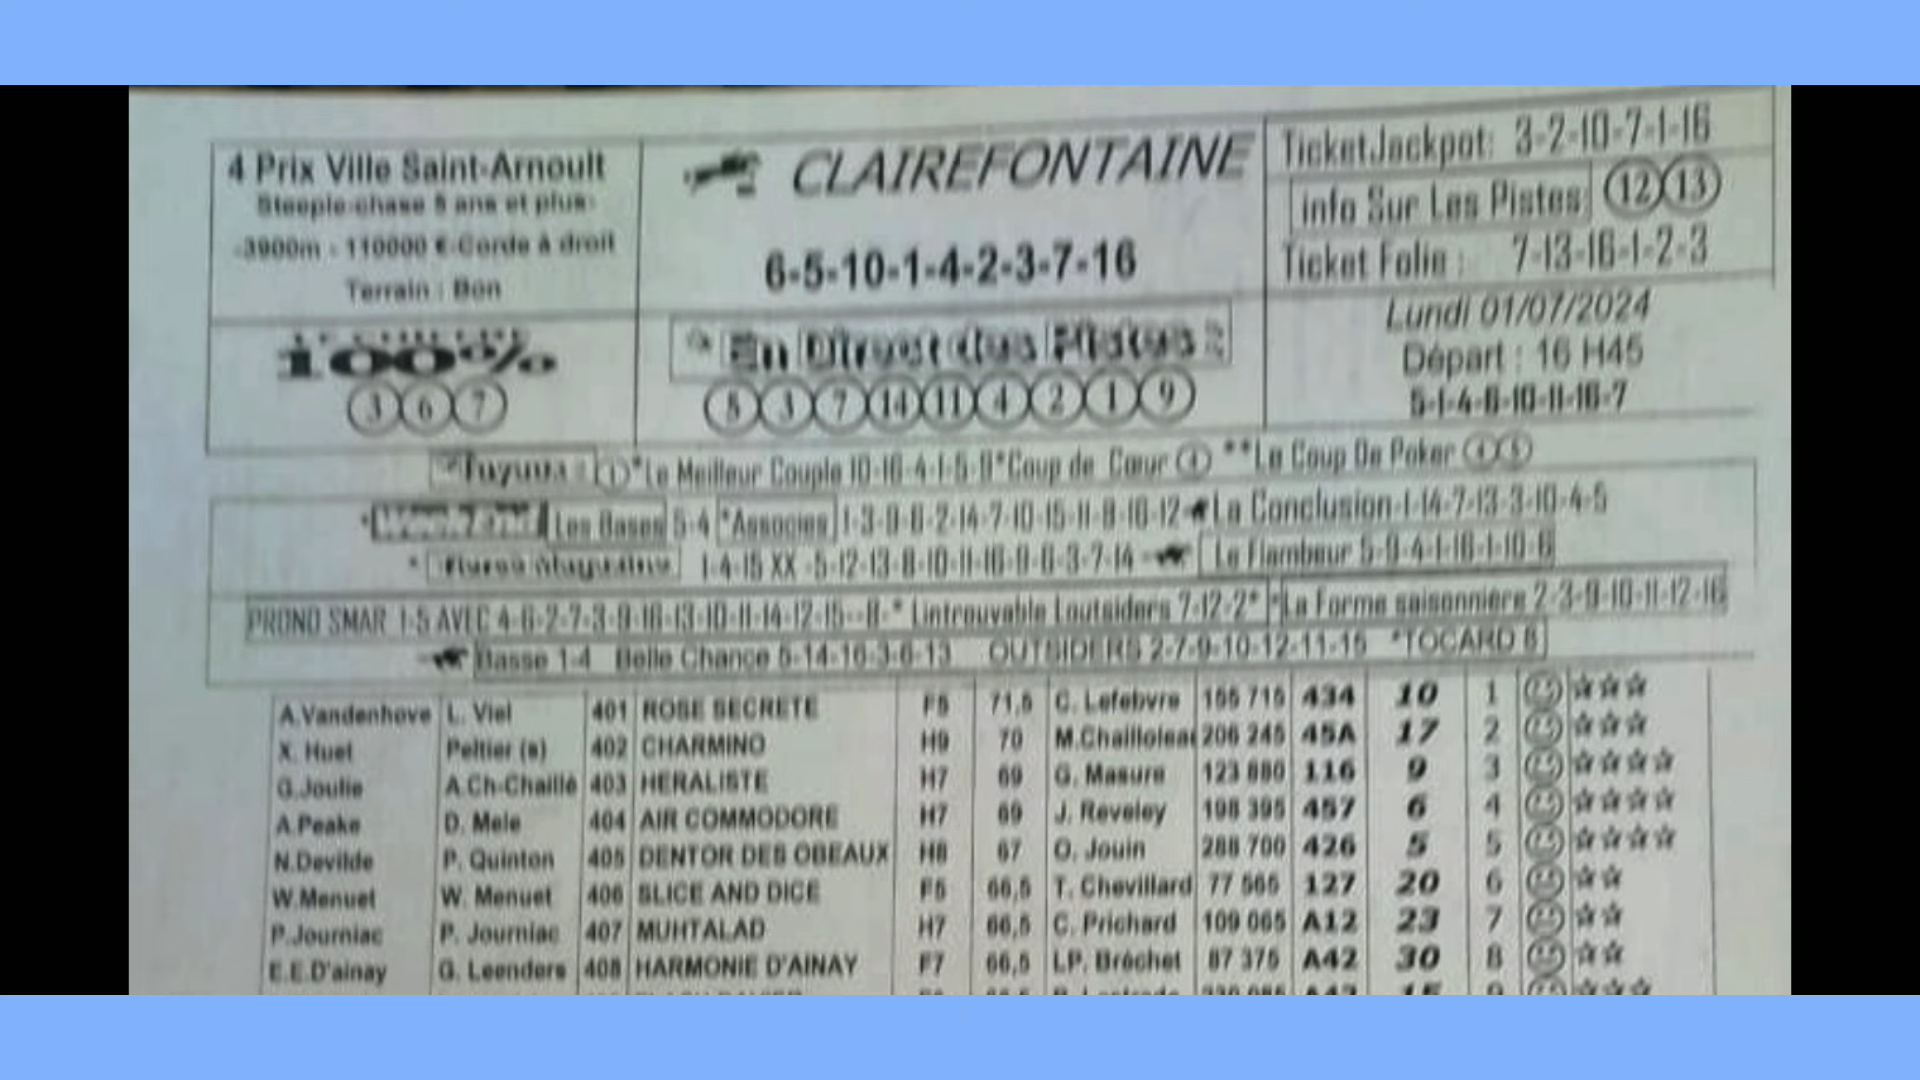 4 Prix Ville Saint-Arnoult
Steeple-chase 5 ans et plus-
-3900m - 110000 €-Corde à droit
Terrain : Bon
CLAIREFONTAINE
6-5-10-1-4-2-3-7-16
TicketJackpot: 3-2-10-7-1-16
info Sur Les Pistes 12 13
Ticket Folie : 7-13-16-1-2-3
100%
3 6 7
En Direct des Pistes
5 3 7 14 11 4 2 1 9
Lundi 01/07/2024
Départ : 16 H45
5-1-4-6-10-11-16-7
*Tuyaux 1 *Le Meilleur Couple 10-16-4-1-5-9*Coup de Cœur 4 **Le Coup De Poker 4 5
Les Bases 5-4 *Associes 1-3-9-6-2-14-7-10-15-11-8-16-12 La Conclusion-1-14-7-13-3-10-4-5
1-4-15 XX -5-12-13-8-10-11-16-9-6-3-7-14 Le Flambeur 5-9-4-1-16-1-10-6
PRONO SMAR 1-5 AVEC 4-6-2-7-3-9-16-13-10-11-14-12-15--8-* Lintrouvable Loutsiders 7-12-2* *La Forme saisonnière 2-3-9-10-11-12-16
Basse 1-4 Belle Chance 5-14-16-3-6-13 OUTSIDERS 2-7-9-10-12-11-15 *TOCARD 8
A.Vandenhove L. Viel 401 ROSE SECRETE F5 71,5 C. Lefebvre 155 715 434 10 1
X. Huet Peltier (s) 402 CHARMINO H9 70 M.Chailloleau 206 245 45A 17 2
G.Joulie A.Ch-Chaille 403 HERALISTE H7 69 G. Masure 123 880 116 9 3
A.Peake D. Mele 404 AIR COMMODORE H7 69 J. Reveley 198 395 457 6 4
N.Devilde P. Quinton 405 DENTOR DES OBEAUX H8 67 O. Jouin 288 700 426 5 5
W.Menuet W. Menuet 406 SLICE AND DICE F5 66,5 T. Chevillard 77 565 127 20 6
P.Journiac P. Journiac 407 MUHTALAD H7 66,5 C. Prichard 109 065 A12 23 7
E.E.D'ainay G. Leenders 408 HARMONIE D'AINAY F7 66,5 LP. Bréchet 87 375 A42 30 8